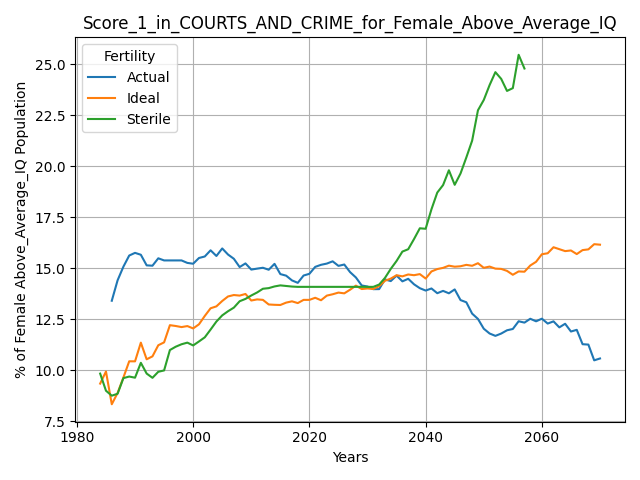 Score_1_in_COURTS_AND_CRIME_for_Female_Above_Average_IQ
Fertility
Actual
Ideal
Sterile
% of Female Above_Average_IQ Population
25.0
22.5
20.0
17.5
15.0
12.5
10.0
7.5
1980
2000
2020
2040
2060
Years